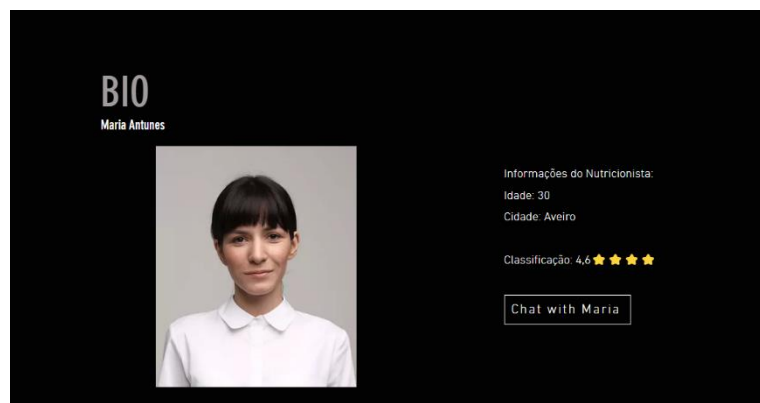 BIO
Maria Antunes
Informações do Nutricionista:
Idade: 30
Cidade: Aveiro
Classificação: 4,6⭐⭐⭐⭐
Chat with Maria